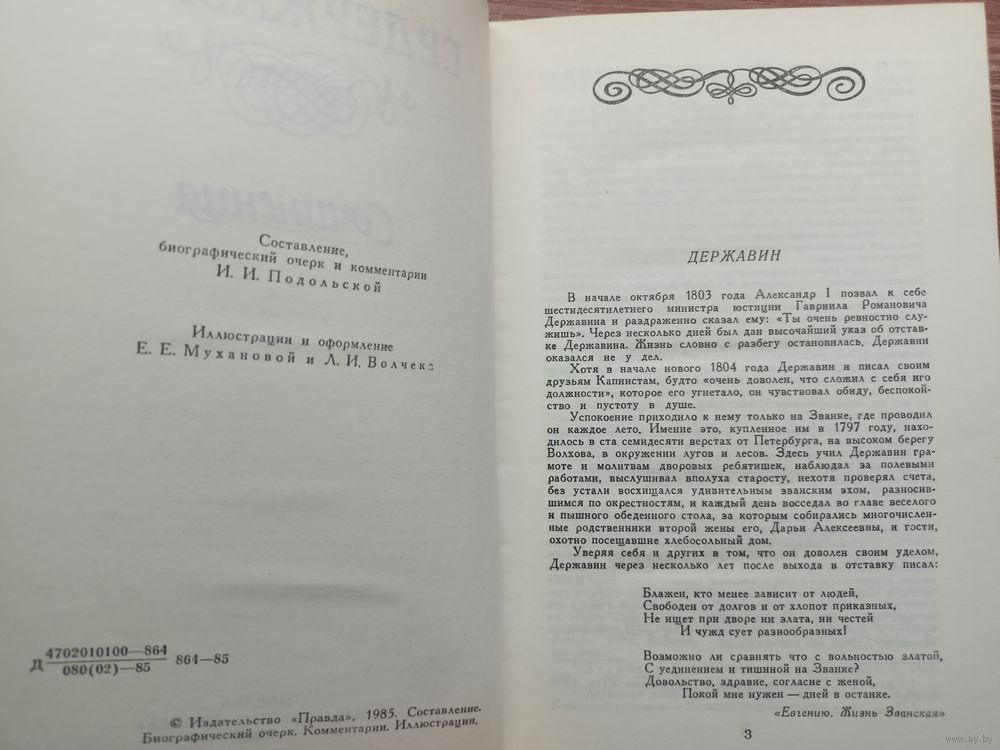 Составление,
биографический очерк и комментарии
И. И. Подольской
Иллюстрации и оформление
Е. Е. Мухановой и Л. И. Волчека
Д 4702010100—864
080(02)—85
864—85
© Издательство «Правда», 1985. Составление.
Биографический очерк. Комментарии. Иллюстрации.
ДЕРЖАВИН
В начале октября 1803 года Александр I позвал к себе
шестидесятилетнего министра юстиции Гавриила Романовича
Державина и раздраженно сказал ему: «Ты очень ревностно слу-
жишь». Через несколько дней был дан высочайший указ об отстав-
ке Державина. Жизнь словно с разбегу остановилась. Державин
оказался не у дел.
Хотя в начале нового 1804 года Державин и писал своим
друзьям Капнистам, будто «очень доволен, что сложил с себя иго
должности», которое его угнетало, он чувствовал обиду, беспокой-
ство и пустоту в душе.
Успокоение приходило к нему только на Званке, где проводил
он каждое лето. Имение это, купленное им в 1797 году, нахо-
дилось в ста семидесяти верстах от Петербурга, на высоком берегу
Волхова, в окружении лугов и лесов. Здесь учил Державин гра-
моте и молитвам дворовых ребятишек, наблюдал за полевыми
работами, выслушивал вполуха старосту, нехотя проверял счета,
без устали восхищался удивительным званским эхом, разносив-
шимся по окрестностям, и каждый день восседал во главе веселого
и пышного обеденного стола, за которым собирались многочислен-
ные родственники второй жены его, Дарьи Алексеевны, и гости,
охотно посещавшие хлебосольный дом.
Уверяя себя и других в том, что он доволен своим уделом,
Державин через несколько лет после выхода в отставку писал:
Блажен, кто менее зависит от людей,
Свободен от долгов и от хлопот приказных,
Не ищет при дворе ни злата, ни честей
И чужд сует разнообразных!
Возможно ли сравнять что с вольностью златой,
С уединением и тишиной на Званке?
Довольство, здравие, согласие с женой,
Покой мне нужен — дней в останке.
«Евгению. Жизнь Званская»
3
www.ay.by